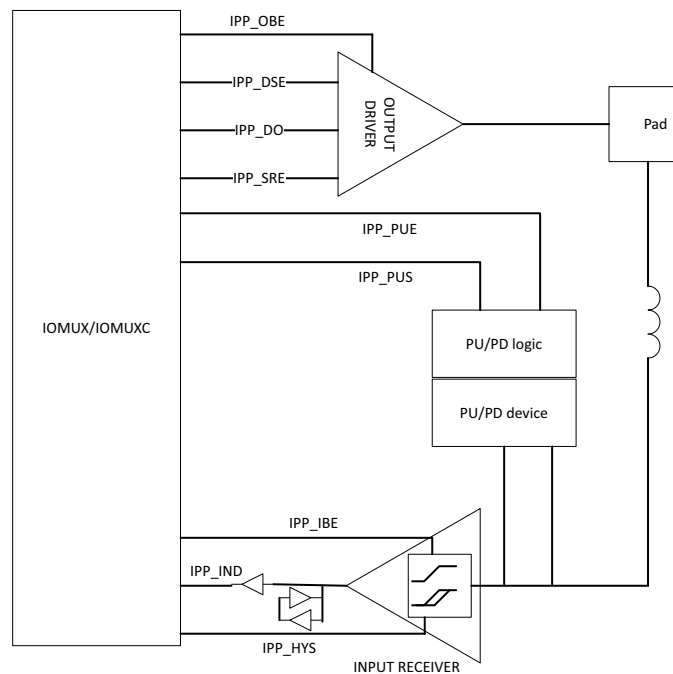 IPP_OBE
IPP_DSE
IPP_DO
IPP_SRE
OUTPUT
DRIVER
Pad
IPP_PUE
IPP_PUS
IOMUX/IOMUXC
PU/PD logic
PU/PD device
IPP_IBE
IPP_IND
IPP_HYS
INPUT RECEIVER